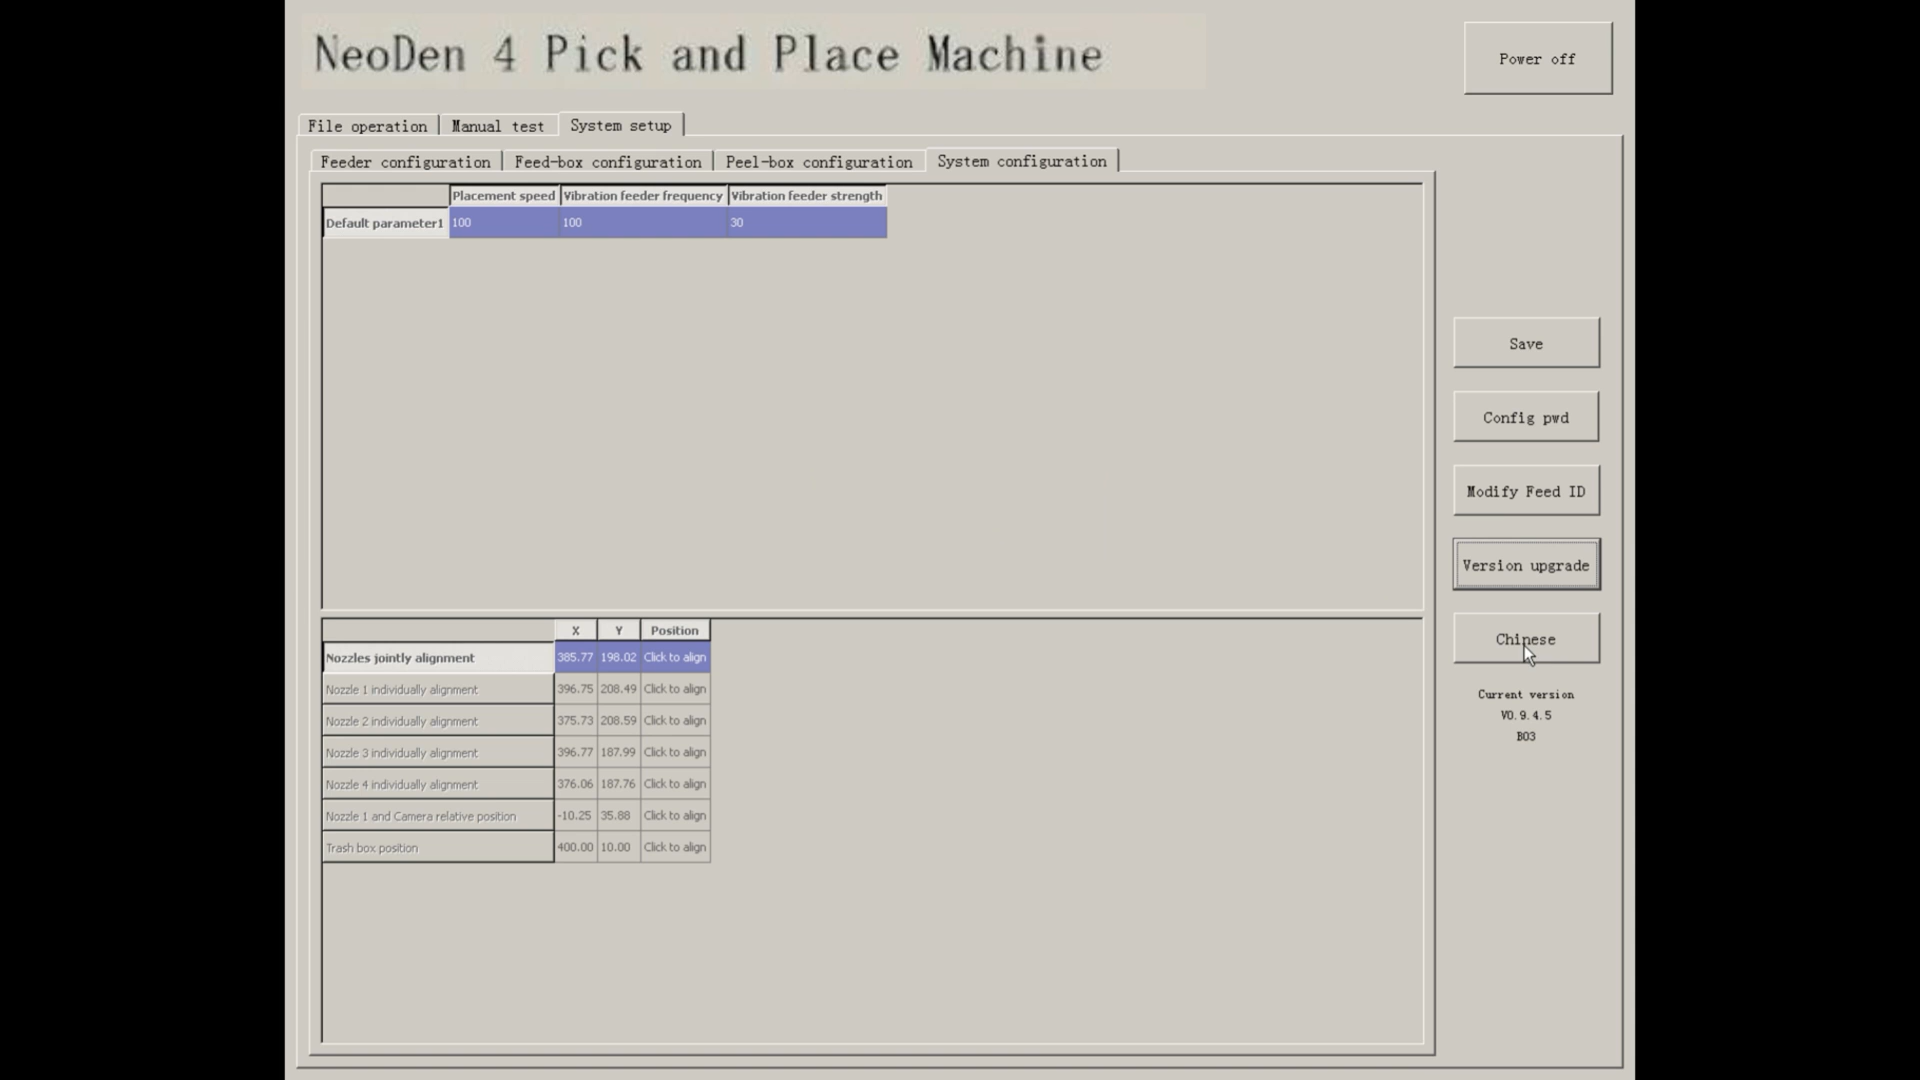 NeoDen 4 Pick and Place Machine
Power off
File operation Manual test System setup
Feeder configuration Feed-box configuration Peel-box configuration System configuration
Placement speed Vibration feeder frequency Vibration feeder strength
Default parameter1 100 100 30
Save
Config pwd
Modify Feed ID
Version upgrade
Chinese
Current version
V0.9.4.5
B03
X Y Position
Nozzles jointly alignment 385.77 198.02 Click to align
Nozzle 1 individually alignment 396.75 208.49 Click to align
Nozzle 2 individually alignment 375.73 208.59 Click to align
Nozzle 3 individually alignment 396.77 187.99 Click to align
Nozzle 4 individually alignment 376.06 187.76 Click to align
Nozzle 1 and Camera relative position -10.25 35.88 Click to align
Trash box position 400.00 10.00 Click to align